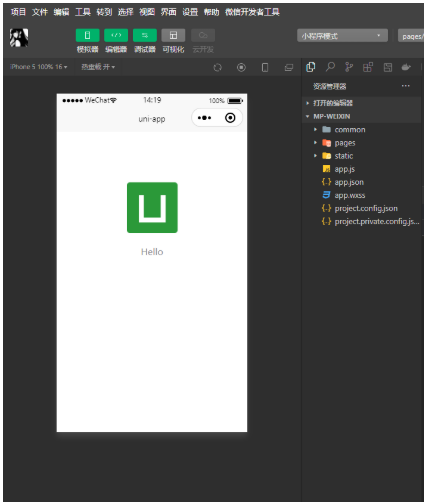 项目 文件 编辑 工具 转到 选择 视图 界面 设置 帮助 微信开发者工具
模拟器 编辑器 调试器 可视化 云开发
小程序模式
pages/
iPhone 5 100% 16
热重载 开
资源管理器
打开的编辑器
MP-WEIXIN
common
pages
static
app.js
app.json
app.wxss
project.config.json
project.private.config.js...
WeChat 14:19 100%
uni-app
Hello